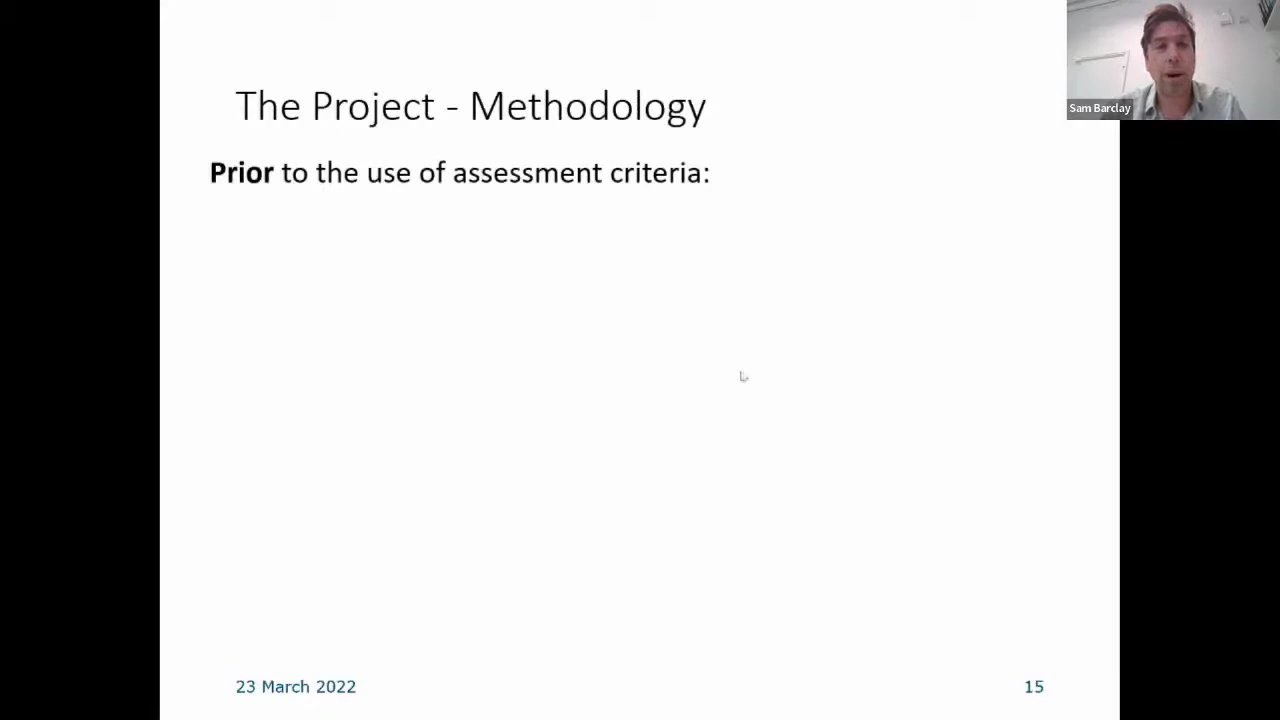 The Project - Methodology
Sam Barclay
Prior to the use of assessment criteria:
23 March 2022
15